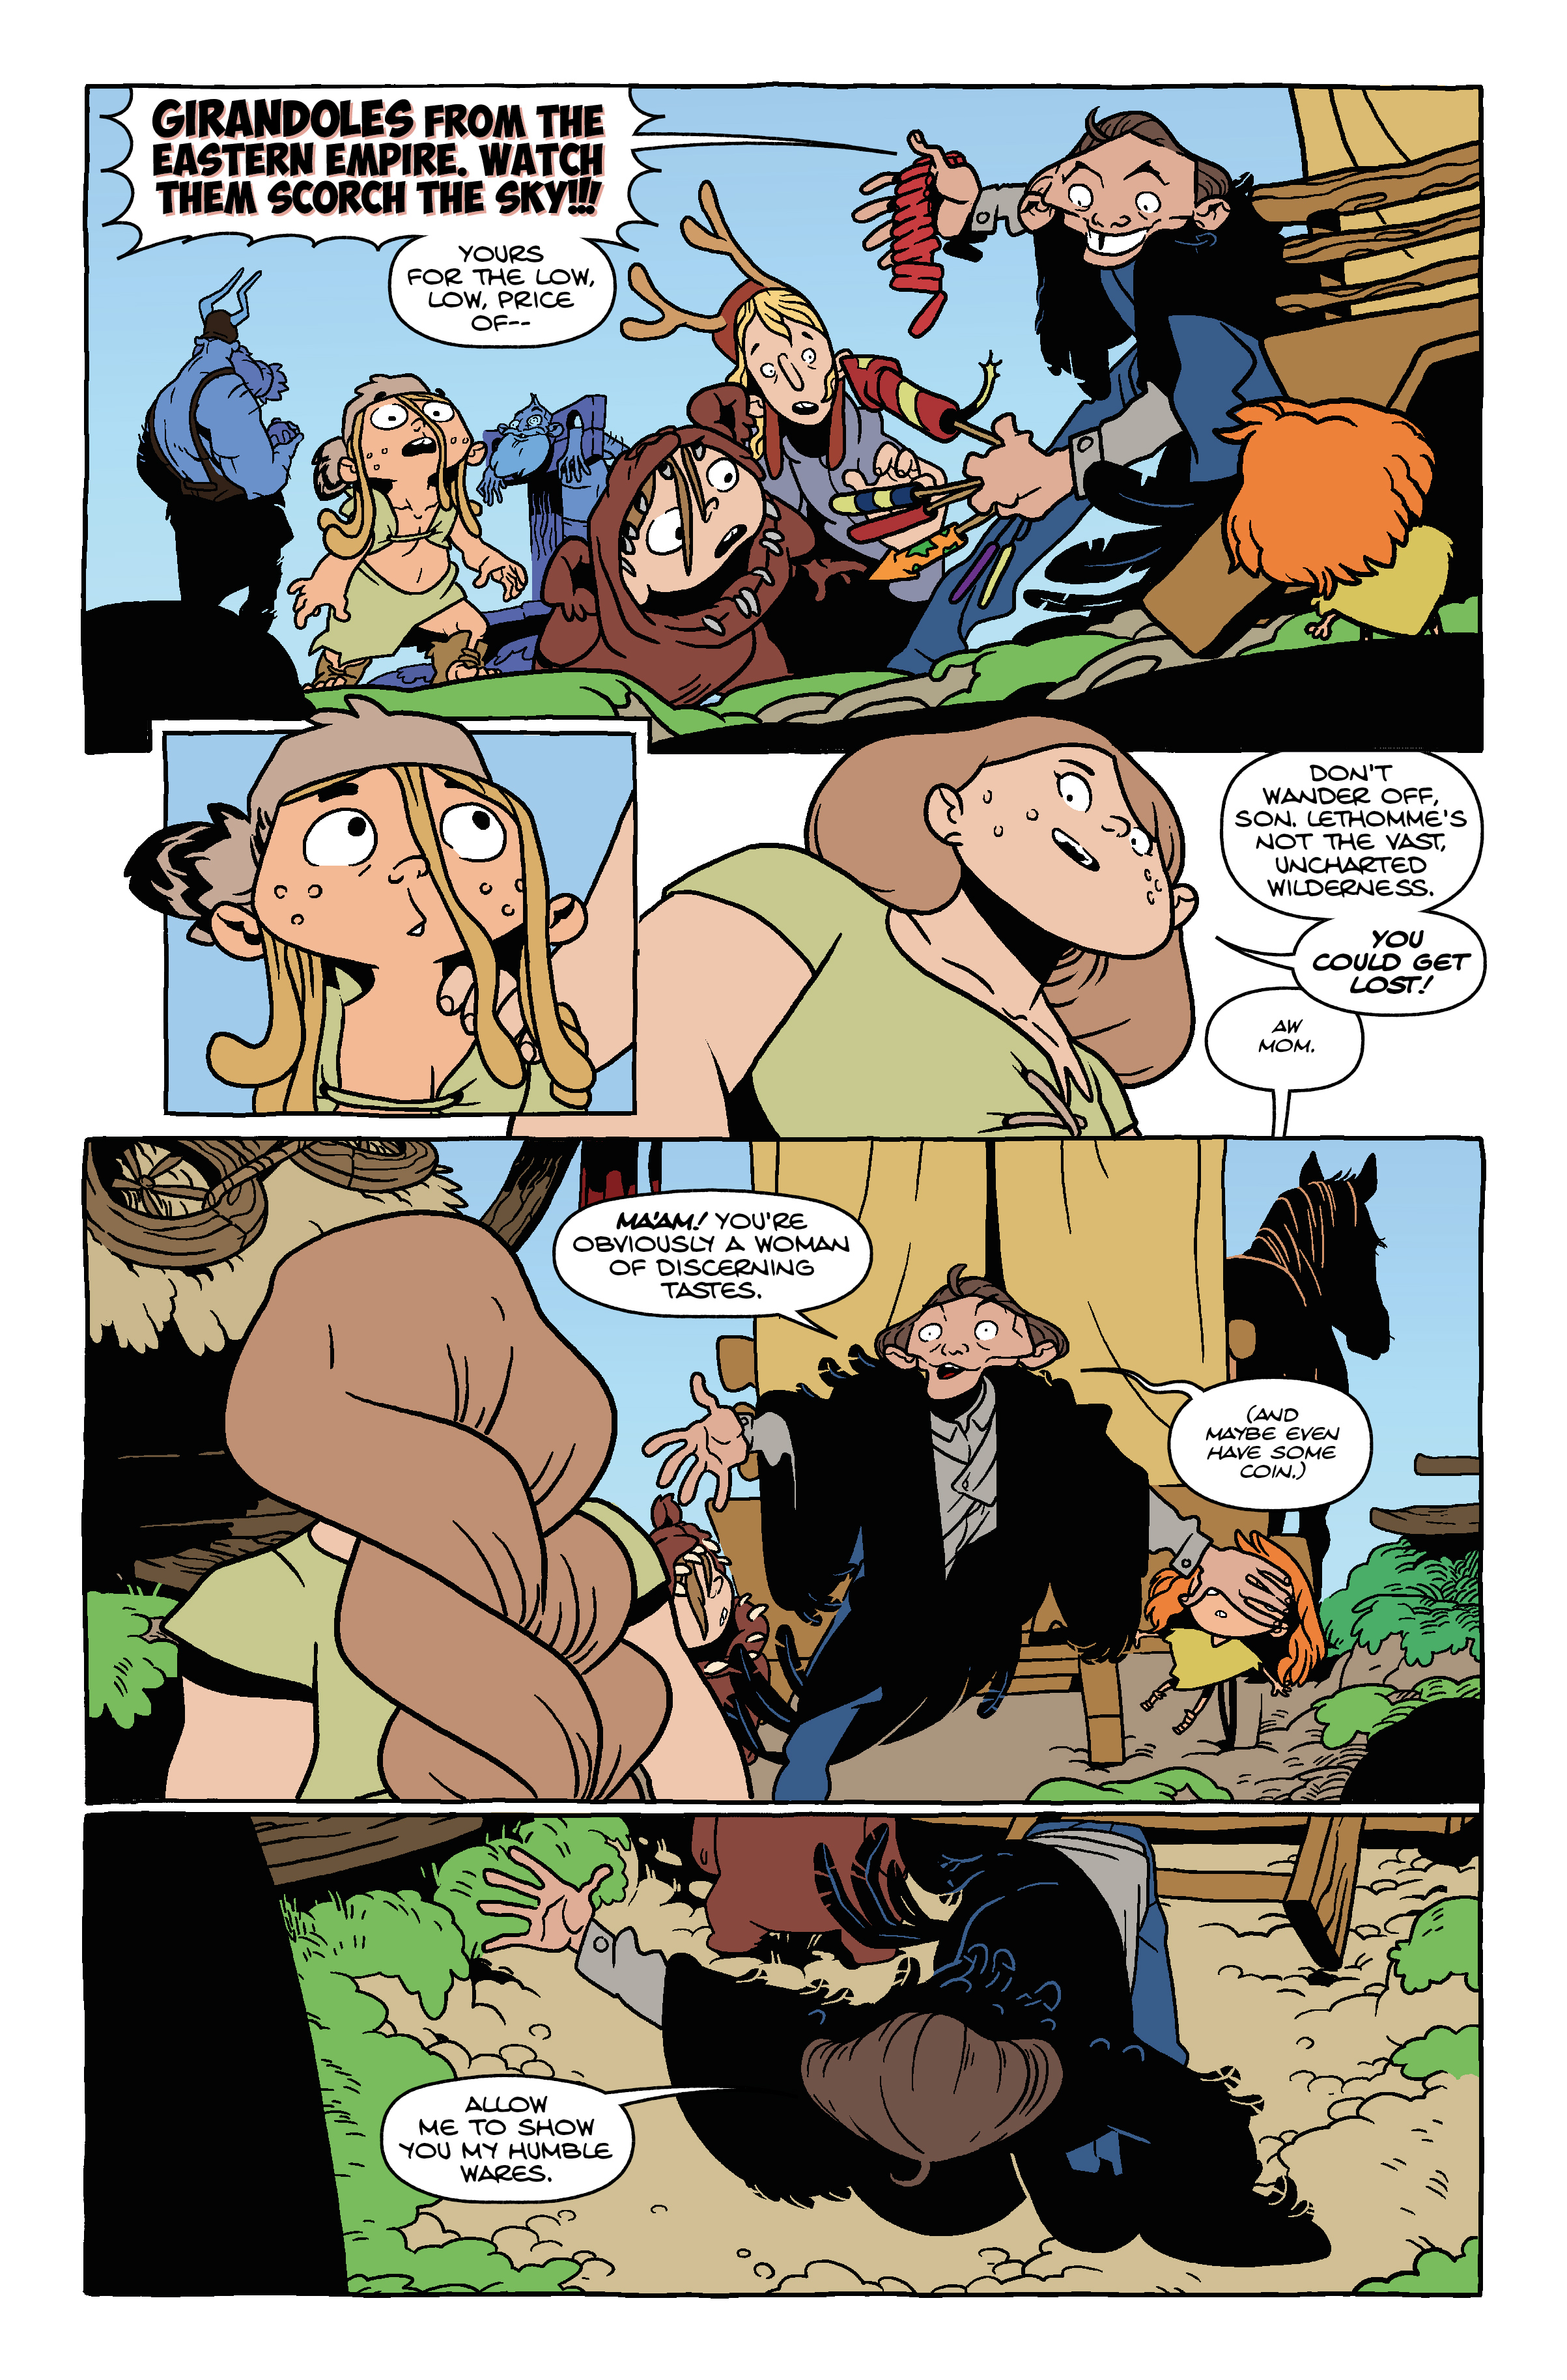 GIRANDOLES FROM THE
EASTERN EMPIRE. WATCH
THEM SCORCH THE SKY!!!
YOURS
FOR THE LOW,
LOW, PRICE
OF--
DON'T
WANDER OFF,
SON. LETHOMME'S
NOT THE VAST,
UNCHARTED
WILDERNESS.
YOU
COULD GET
LOST!
AW
MOM.
MA'AM! YOU'RE
OBVIOUSLY A WOMAN
OF DISCERNING
TASTES.
(AND
MAYBE EVEN
HAVE SOME
COIN.)
ALLOW
ME TO SHOW
YOU MY HUMBLE
WARES.